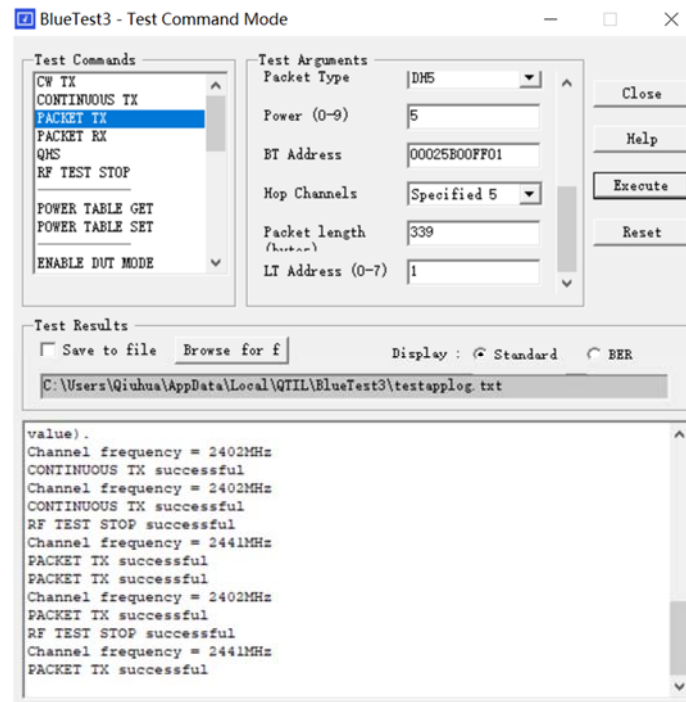 BlueTest3 - Test Command Mode
Test Commands
CW TX
CONTINUOUS TX
PACKET TX
PACKET RX
QHS
RF TEST STOP
POWER TABLE GET
POWER TABLE SET
ENABLE DUT MODE
Test Arguments
Packet Type DH5
Power (0-9) 5
BT Address 00025B00FF01
Hop Channels Specified 5
Packet length 339
(bytes)
LT Address (0-7) 1
Close
Help
Execute
Reset
Test Results
Save to file Browse for f Display : Standard BER
C:\Users\Qiuhua\AppData\Local\QTIL\BlueTest3\testapplog.txt
value).
Channel frequency = 2402MHz
CONTINUOUS TX successful
Channel frequency = 2402MHz
CONTINUOUS TX successful
RF TEST STOP successful
Channel frequency = 2441MHz
PACKET TX successful
PACKET TX successful
Channel frequency = 2402MHz
PACKET TX successful
RF TEST STOP successful
Channel frequency = 2441MHz
PACKET TX successful